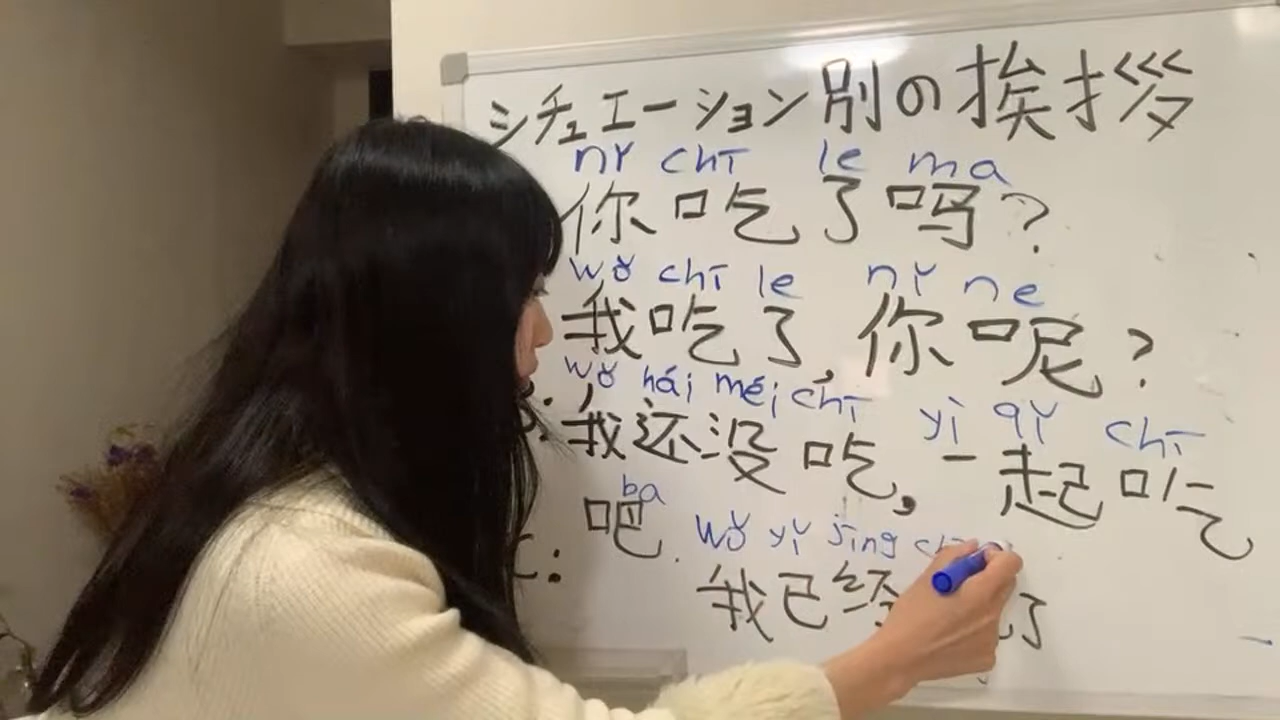 シチュエーション別の挨拶
nǐ chī le ma
你吃了吗?
wǒ chī le nǐ ne
我吃了,你呢?
wǒ hái méi chī yì qǐ chī
我还没吃,一起吃
ba
吧.
wǒ yǐ jīng
C: 我已经 了